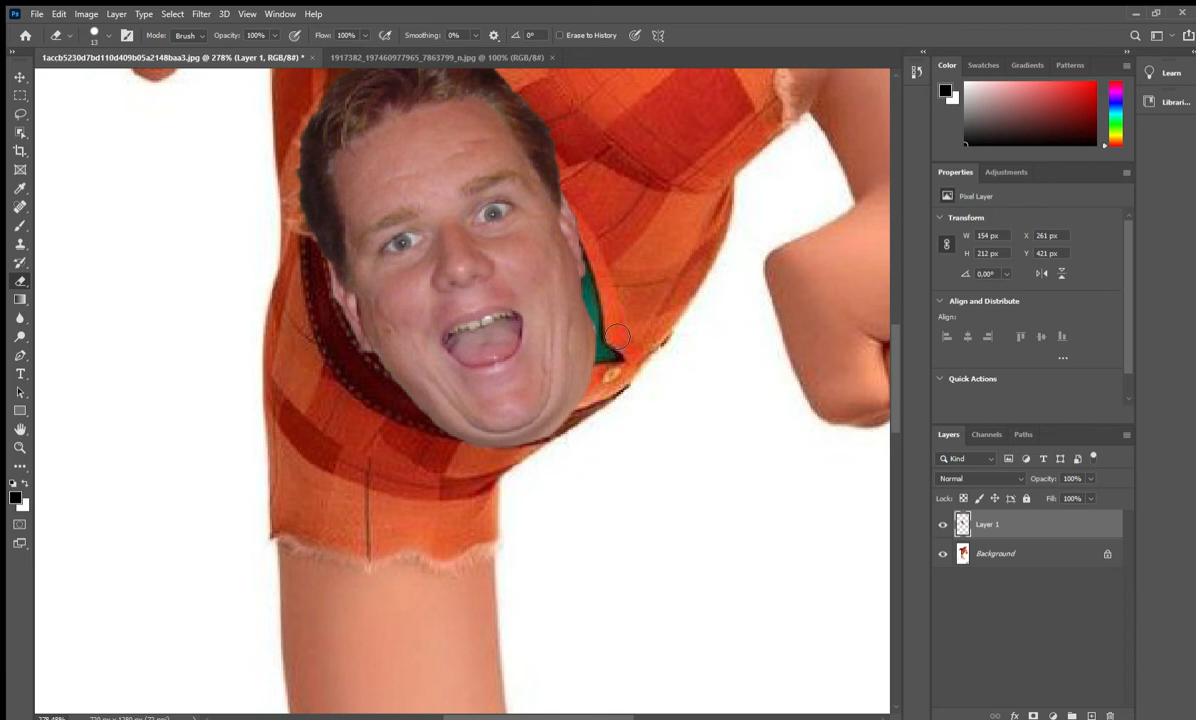 Ps File Edit Image Layer Type Select Filter 3D View Window Help
13 Mode: Brush Opacity: 100% Flow: 100% Smoothing: 0% 0° Erase to History
1accb5230d7bd110d409b05a2148baa3.jpg @ 278% (Layer 1, RGB/8#) * × 1917382_197460977965_7863799_n.jpg @ 100% (RGB/8#) ×
Color Swatches Gradients Patterns
Learn
Librari...
Properties Adjustments
Pixel Layer
Transform
W 154 px X 261 px
H 212 px Y 421 px
0,00°
Align and Distribute
Align:
...
Quick Actions
Layers Channels Paths
Kind
Normal Opacity: 100%
Lock: Fill: 100%
Layer 1
Background
fx